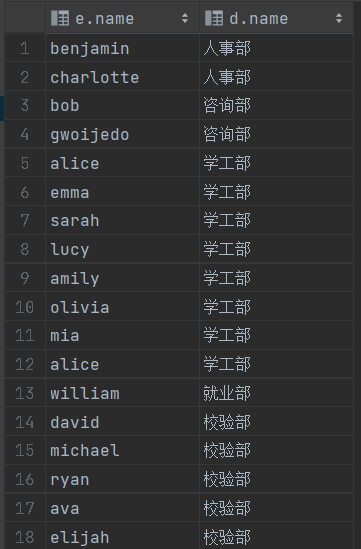 e.name d.name
1 benjamin 人事部
2 charlotte 人事部
3 bob 咨询部
4 gwoijedo 咨询部
5 alice 学工部
6 emma 学工部
7 sarah 学工部
8 lucy 学工部
9 amily 学工部
10 olivia 学工部
11 mia 学工部
12 alice 学工部
13 william 就业部
14 david 校验部
15 michael 校验部
16 ryan 校验部
17 ava 校验部
18 elijah 校验部